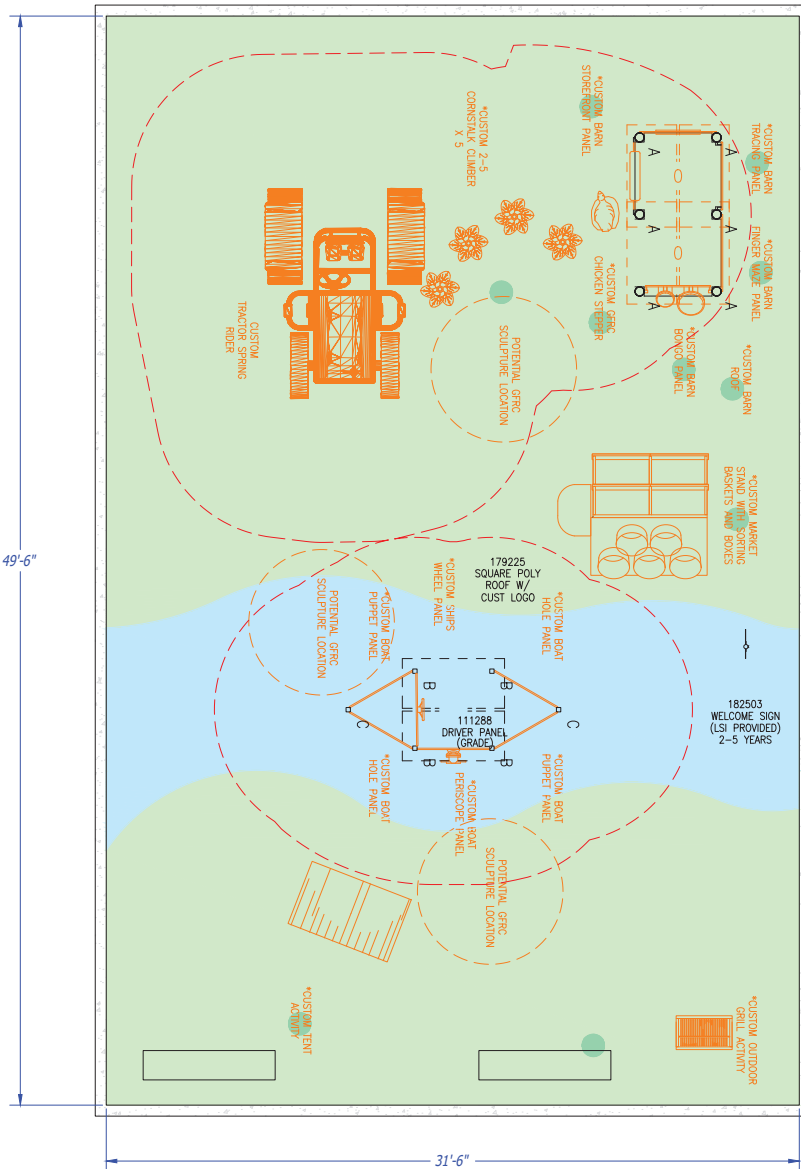 *CUSTOM BARN
STOREFRONT PANEL
*CUSTOM BARN
TRACING PANEL
*CUSTOM 2-5
CORNSTALK CLIMBER
X 5
A
A
A
A
A
A
*CUSTOM BARN
FINGER MAZE PANEL
*CUSTOM GFRC
CHICKEN STEPPER
CUSTOM
TRACTOR SPRING
RIDER
POTENTIAL GFRC
SCULPTURE LOCATION
*CUSTOM BARN
BONGO PANEL
*CUSTOM BARN
ROOF
*CUSTOM MARKET
STAND WITH SORTING
BASKETS AND BOXES
49'-6"
179225
SQUARE POLY
ROOF W/
CUST LOGO
POTENTIAL GFRC
SCULPTURE LOCATION
*CUSTOM BOAT
PUPPET PANEL
*CUSTOM SHIPS
WHEEL PANEL
*CUSTOM BOAT
HOLE PANEL
B
B
C
C
111288
DRIVER PANEL
(GRADE)
B
B
182503
WELCOME SIGN
(LSI PROVIDED)
2-5 YEARS
*CUSTOM BOAT
HOLE PANEL
*CUSTOM BOAT
PERISCOPE PANEL
*CUSTOM BOAT
PUPPET PANEL
POTENTIAL GFRC
SCULPTURE LOCATION
*CUSTOM TENT
ACTIVITY
*CUSTOM OUTDOOR
GRILL ACTIVITY
31'-6"